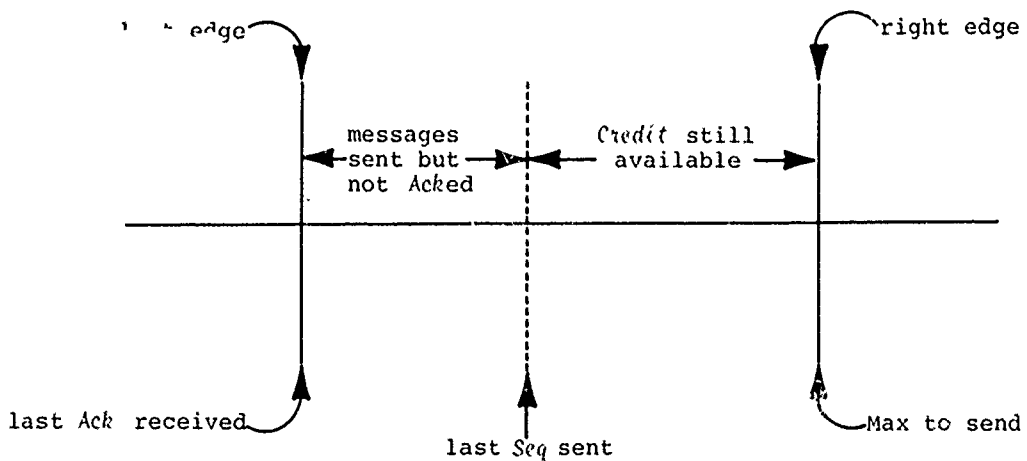 edge
right edge
messages
sent but
not Acked
Credit still
available
last Ack received
last Seq sent
Max to send